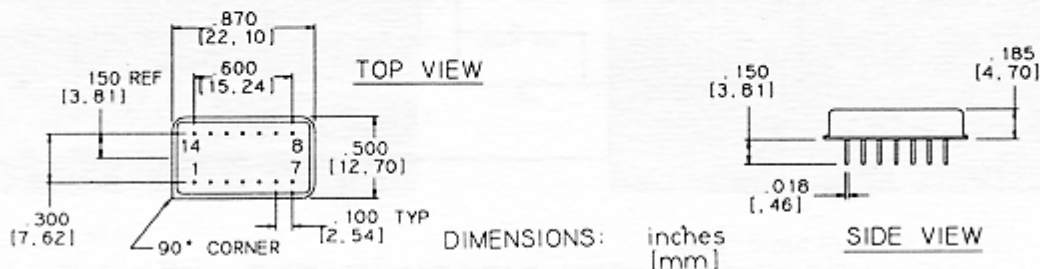 .870
[22,10]
.600
[15,24]
TOP VIEW
.150 REF
[3,81]
14
8
1
7
.500
[12,70]
.300
[7,62]
.100 TYP
[2,54]
90° CORNER
DIMENSIONS: inches
[mm]
.150
[3,81]
.185
[4,70]
.018
[,46]
SIDE VIEW